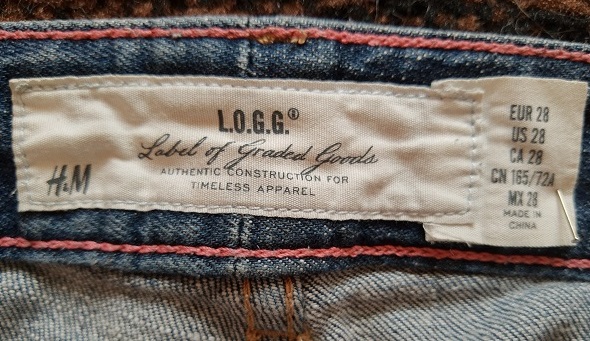 L.O.G.G.®
Label of Graded Goods
H&M
AUTHENTIC CONSTRUCTION FOR
TIMELESS APPAREL
EUR 28
US 28
CA 28
CN 165/72A
MX 28
MADE IN
CHINA